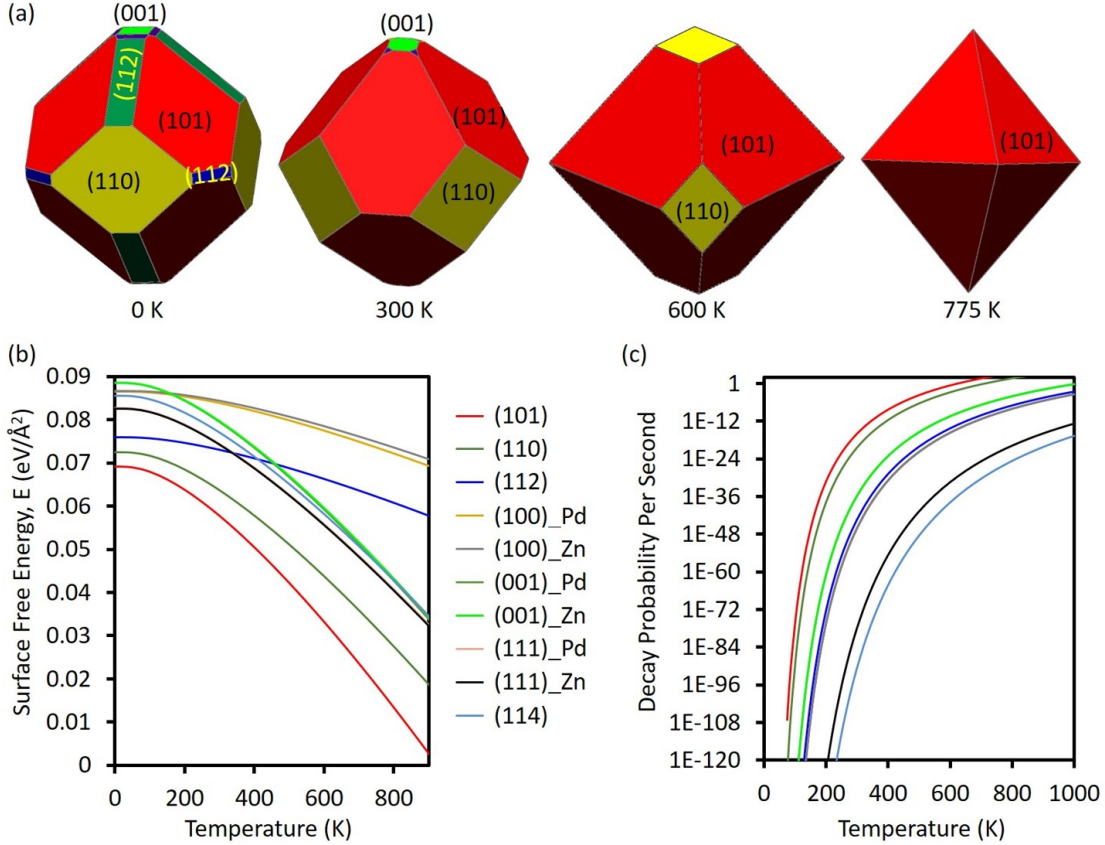 (a)
(001)
(112)
(101)
(110)
(112)
0 K
(001)
(101)
(110)
300 K
(101)
(110)
600 K
(101)
775 K
(b)
Surface Free Energy, E (eV/Å²)
0.09
0.08
0.07
0.06
0.05
0.04
0.03
0.02
0.01
0
0 200 400 600 800
Temperature (K)
(101)
(110)
(112)
(100)_Pd
(100)_Zn
(001)_Pd
(001)_Zn
(111)_Pd
(111)_Zn
(114)
(c)
Decay Probability Per Second
1
1E-12
1E-24
1E-36
1E-48
1E-60
1E-72
1E-84
1E-96
1E-108
1E-120
0 200 400 600 800 1000
Temperature (K)